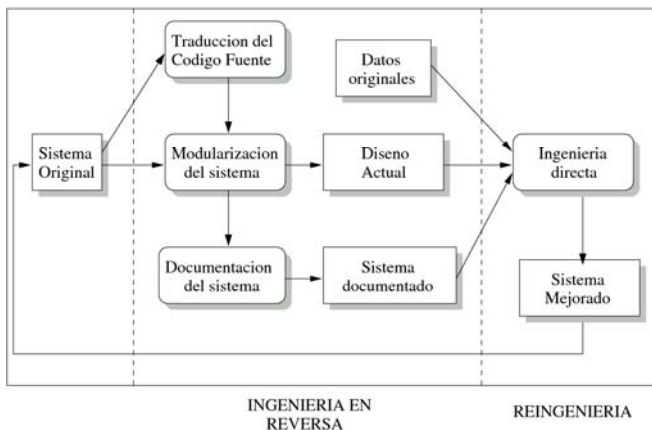 Traduccion del
Codigo Fuente
Datos
originales
Sistema
Original
Modularizacion
del sistema
Diseno
Actual
Ingenieria
directa
Documentacion
del sistema
Sistema
documentado
Sistema
Mejorado
INGENIERIA EN
REVERSA
REINGENIERIA